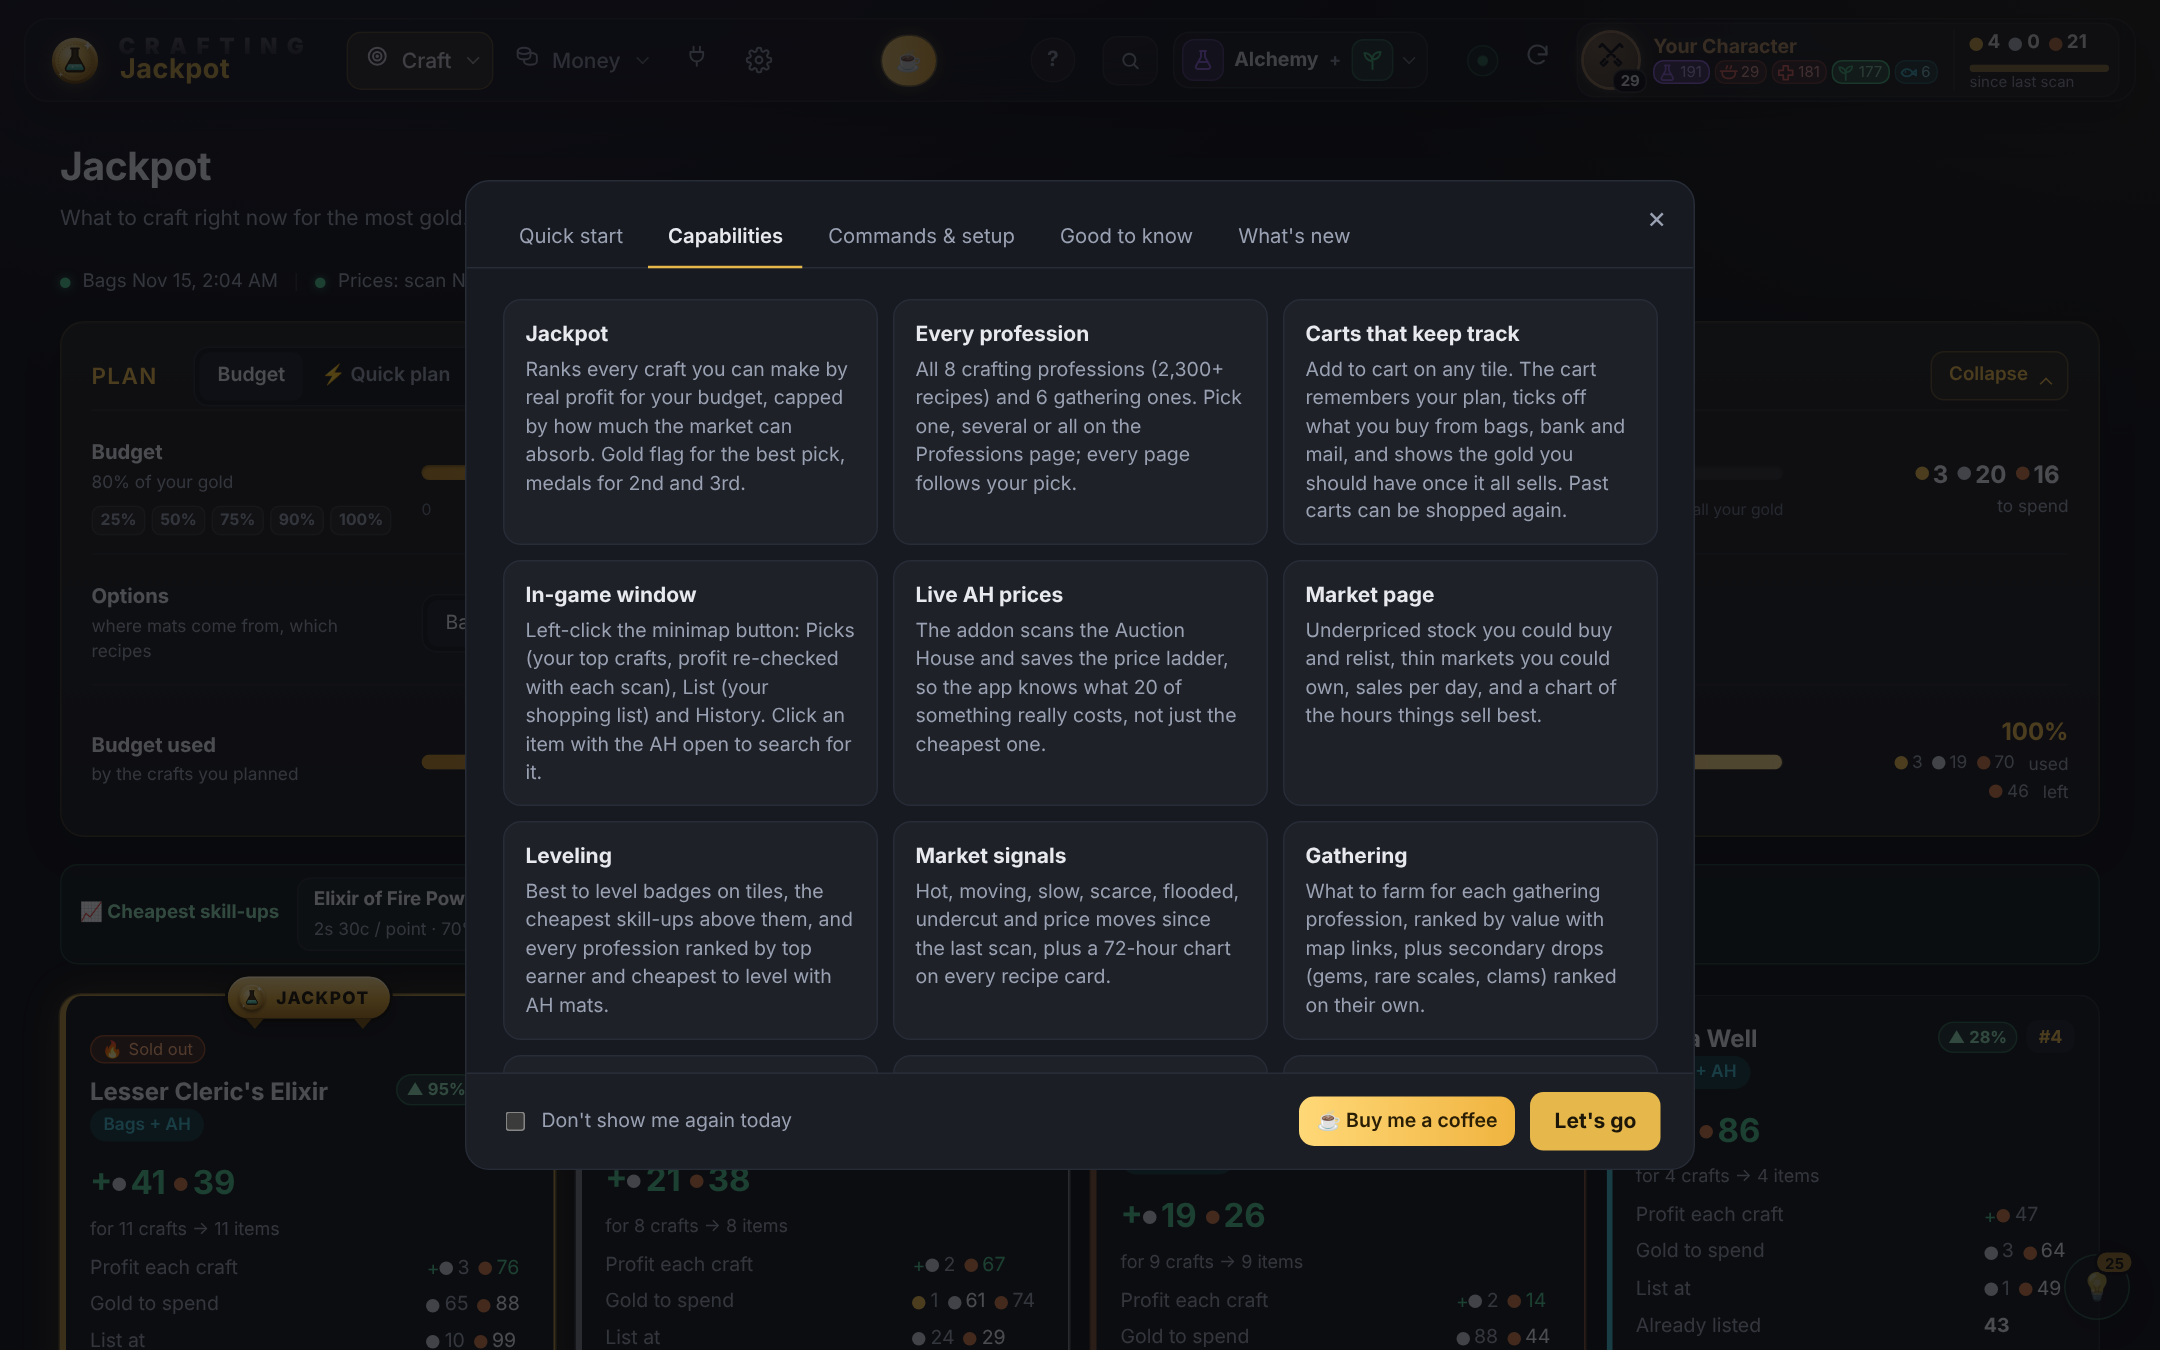 CRAFTING
Jackpot
Craft
Money
?
Alchemy +
29
Your Character
191 29 181 177 6
4 0 21
since last scan
Jackpot
What to craft right now for the most gold
Bags Nov 15, 2:04 AM
Prices: scan N
PLAN
Budget
⚡ Quick plan
Collapse
Budget
80% of your gold
25% 50% 75% 90% 100%
0
all your gold
3 20 16
to spend
Options
where mats come from, which
recipes
Ba
Budget used
by the crafts you planned
100%
3 19 70 used
46 left
Cheapest skill-ups
Elixir of Fire Pow
2s 30c / point · 70
Quick start
Capabilities
Commands & setup
Good to know
What's new
×
Jackpot
Ranks every craft you can make by
real profit for your budget, capped
by how much the market can
absorb. Gold flag for the best pick,
medals for 2nd and 3rd.
Every profession
All 8 crafting professions (2,300+
recipes) and 6 gathering ones. Pick
one, several or all on the
Professions page; every page
follows your pick.
Carts that keep track
Add to cart on any tile. The cart
remembers your plan, ticks off
what you buy from bags, bank and
mail, and shows the gold you
should have once it all sells. Past
carts can be shopped again.
In-game window
Left-click the minimap button: Picks
(your top crafts, profit re-checked
with each scan), List (your
shopping list) and History. Click an
item with the AH open to search for
it.
Live AH prices
The addon scans the Auction
House and saves the price ladder,
so the app knows what 20 of
something really costs, not just the
cheapest one.
Market page
Underpriced stock you could buy
and relist, thin markets you could
own, sales per day, and a chart of
the hours things sell best.
Leveling
Best to level badges on tiles, the
cheapest skill-ups above them, and
every profession ranked by top
earner and cheapest to level with
AH mats.
Market signals
Hot, moving, slow, scarce, flooded,
undercut and price moves since
the last scan, plus a 72-hour chart
on every recipe card.
Gathering
What to farm for each gathering
profession, ranked by value with
map links, plus secondary drops
(gems, rare scales, clams) ranked
on their own.
Don't show me again today
☕ Buy me a coffee
Let's go
JACKPOT
🔥 Sold out
Lesser Cleric's Elixir
▲ 95%
Bags + AH
+41 39
for 11 crafts → 11 items
Profit each craft
+3 76
Gold to spend
65 88
List at
10 99
+21 38
for 8 crafts → 8 items
Profit each craft
+2 67
Gold to spend
1 61 74
List at
24 29
+19 26
for 9 crafts → 9 items
Profit each craft
+2 14
Gold to spend
88 44
a Well
▲ 28%
#4
+ AH
86
for 4 crafts → 4 items
Profit each craft
+47
Gold to spend
3 64
List at
1 49
Already listed
43
25